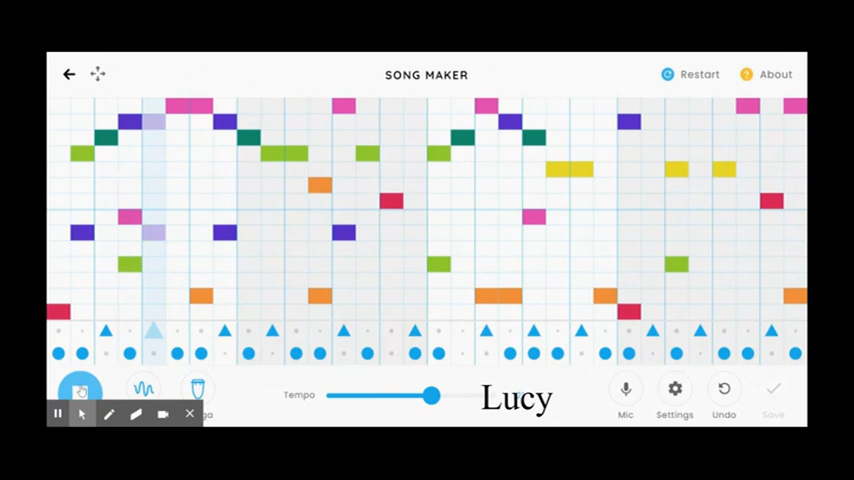 SONG MAKER
Restart
? About
Tempo
Lucy
Mic
Settings
Undo
Save